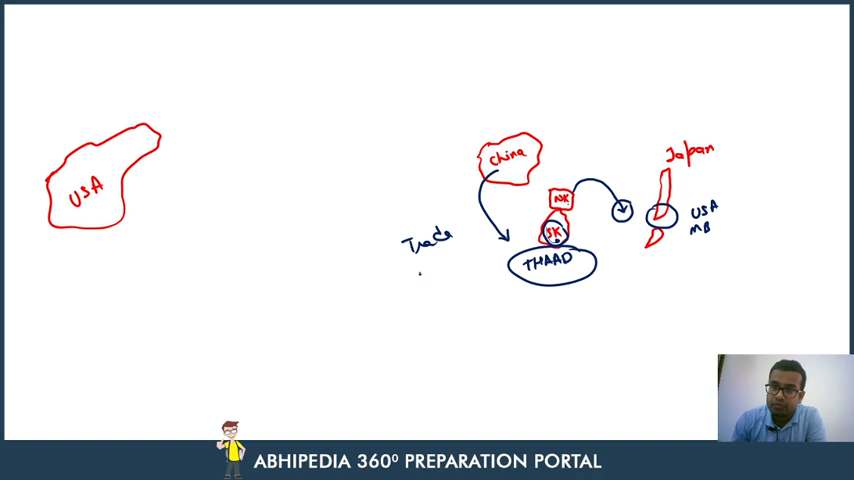 USA
China
Japan
NK
SK
USA
MB
Trade
THAAD
ABHIPEDIA 360° PREPARATION PORTAL